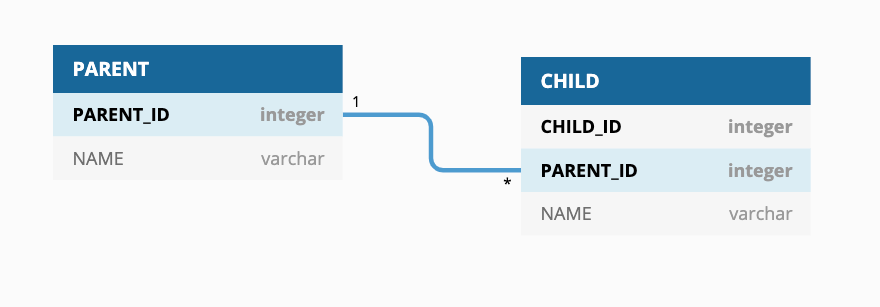 PARENT
PARENT_ID integer
NAME varchar
1
*
CHILD
CHILD_ID integer
PARENT_ID integer
NAME varchar